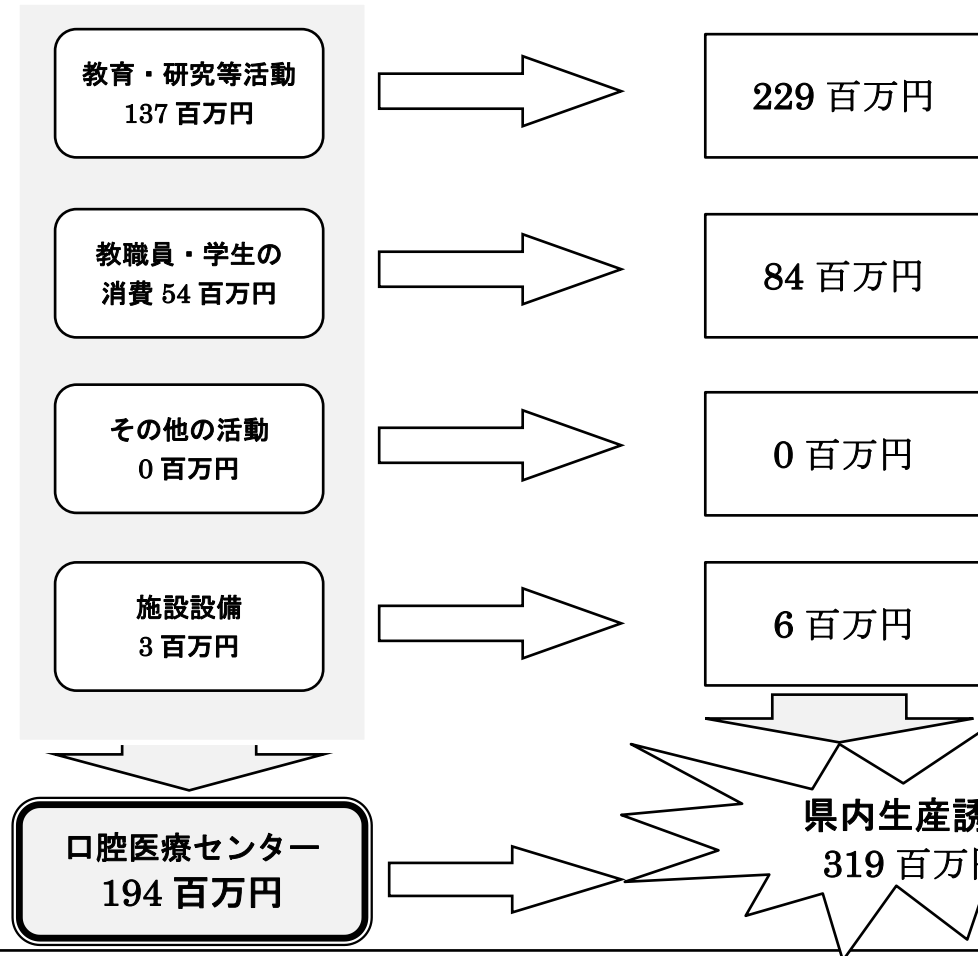 教育・研究等活動
137 百万円
229 百万円
教職員・学生の
消費 54 百万円
84 百万円
その他の活動
0 百万円
0 百万円
施設設備
3 百万円
6 百万円
口腔医療センター
194 百万円
県内生産誘
319 百万円